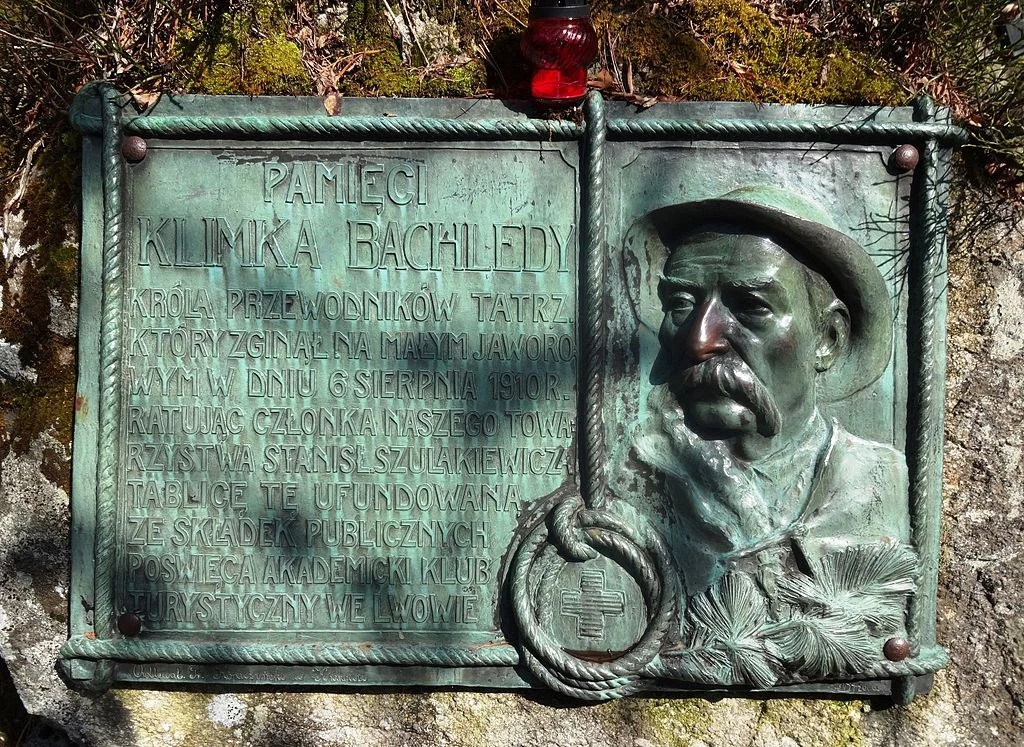 PAMIĘCI
KLIMKA BACHLEDY
KRÓLA PRZEWODNIKÓW TATRZ.
KTÓRY ZGINĄŁ NA MAŁYM JAWORO
WYM W DNIU 6 SIERPNIA 1910 R.
RATUJĄC CZŁONKA NASZEGO TOWA
RZYSTWA STANISŁ.SZULAKIEWICZA
TABLICĘ TĘ UFUNDOWANĄ
ZE SKŁADEK PUBLICZNYCH
POŚWIĘCA AKADEMICKI KLUB
TURYSTYCZNY WE LWOWIE